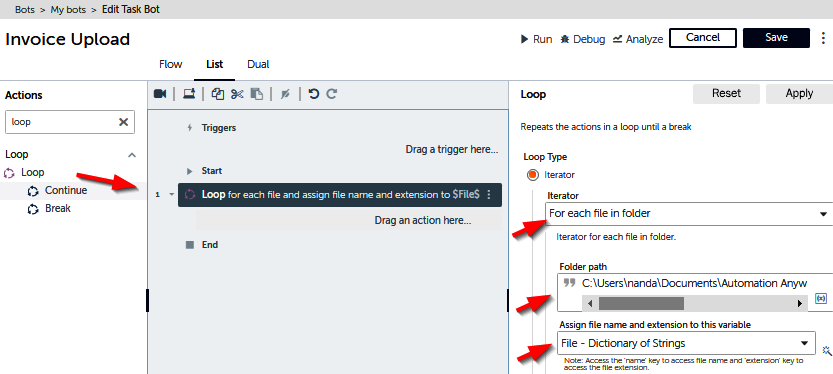 Bots > My bots > Edit Task Bot
Invoice Upload
Run Debug Analyze Cancel Save
Flow List Dual
Actions
loop
Loop
Loop
Continue
Break
Triggers
Drag a trigger here...
Start
1 Loop for each file and assign file name and extension to $File$
Drag an action here...
End
Loop Reset Apply
Repeats the actions in a loop until a break
Loop Type
Iterator
Iterator
For each file in folder
Iterator for each file in folder.
Folder path
C:\Users\nanda\Documents\Automation Anyw
(x)
Assign file name and extension to this variable
File - Dictionary of Strings
Note: Access the 'name' key to access file name and 'extension' key to
access the file extension.